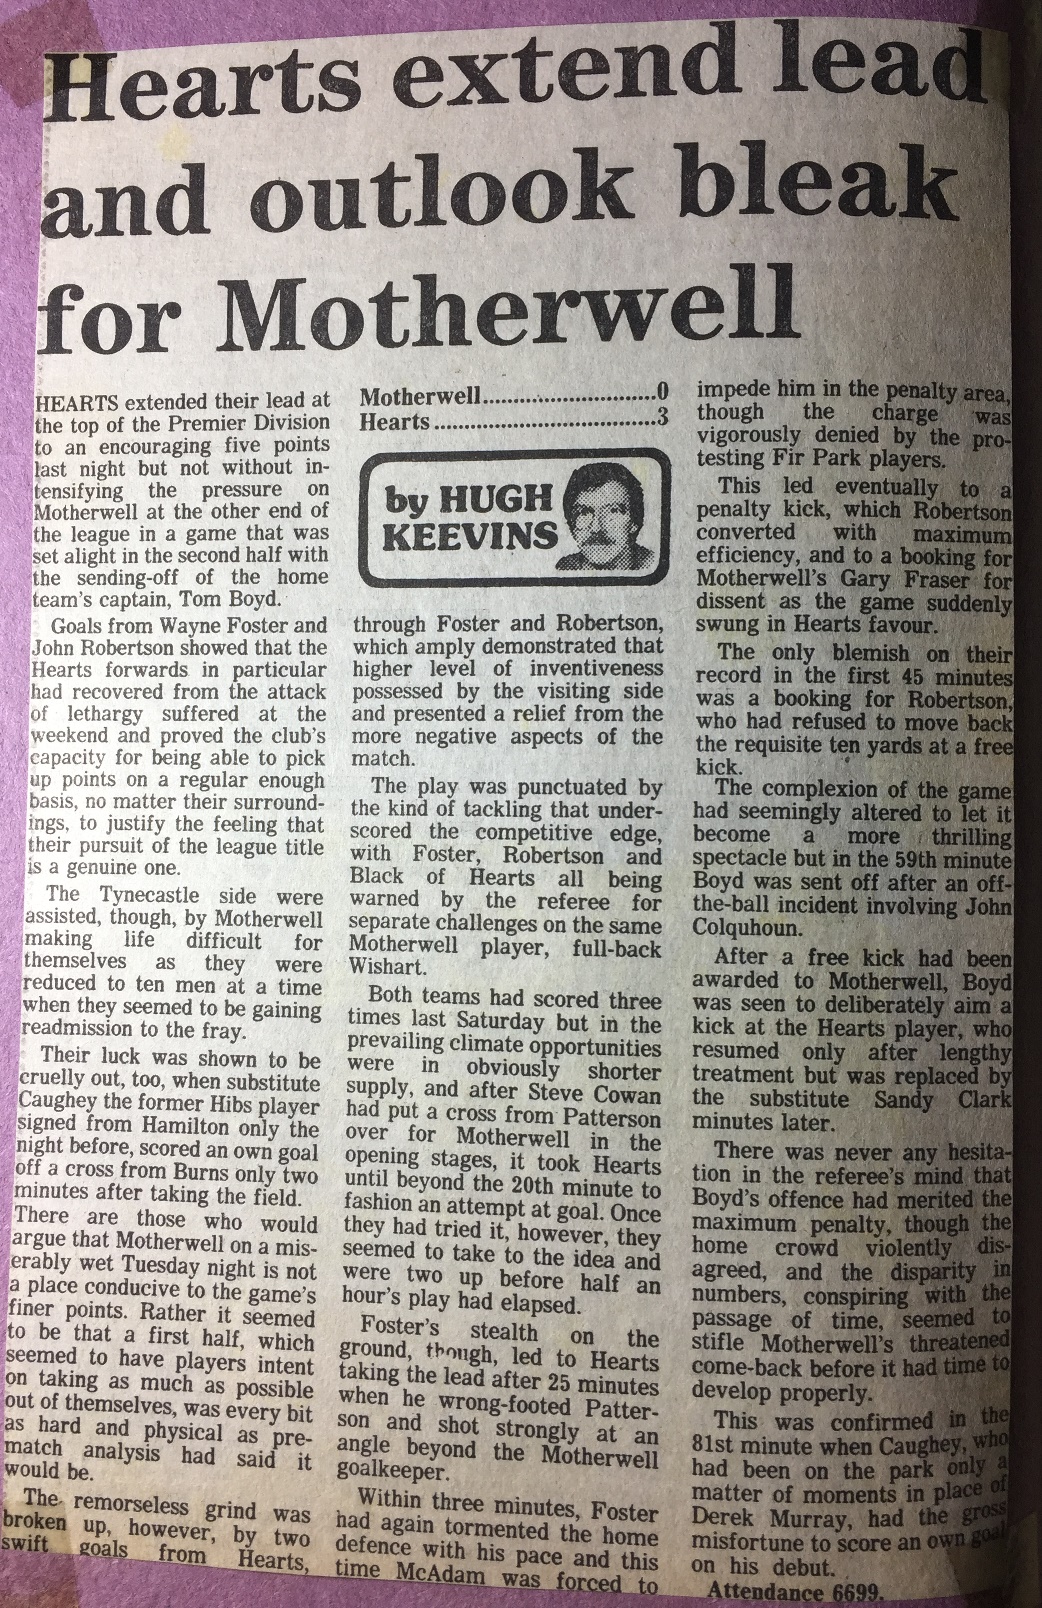 Hearts extend lead
and outlook bleak
for Motherwell
HEARTS extended their lead at
the top of the Premier Division
to an encouraging five points
last night but not without in-
tensifying the pressure on
Motherwell at the other end of
the league in a game that was
set alight in the second half with
the sending-off of the home
team's captain, Tom Boyd.
Goals from Wayne Foster and
John Robertson showed that the
Hearts forwards in particular
had recovered from the attack
of lethargy suffered at the
weekend and proved the club's
capacity for being able to pick
up points on a regular enough
basis, no matter their surround-
ings, to justify the feeling that
their pursuit of the league title
is a genuine one.
The Tynecastle side were
assisted, though, by Motherwell
making life difficult for
themselves as they were
reduced to ten men at a time
when they seemed to be gaining
readmission to the fray.
Their luck was shown to be
cruelly out, too, when substitute
Caughey the former Hibs player
signed from Hamilton only the
night before, scored an own goal
off a cross from Burns only two
minutes after taking the field.
There are those who would
argue that Motherwell on a mis-
erably wet Tuesday night is not
a place conducive to the game's
finer points. Rather it seemed
to be that a first half, which
seemed to have players intent
on taking as much as possible
out of themselves, was every bit
as hard and physical as pre-
match analysis had said it
would be.
The remorseless grind was
broken up, however, by two
swift goals from Hearts,
Motherwell..............................0
Hearts.....................................3
by HUGH
KEEVINS
through Foster and Robertson,
which amply demonstrated that
higher level of inventiveness
possessed by the visiting side
and presented a relief from the
more negative aspects of the
match.
The play was punctuated by
the kind of tackling that under-
scored the competitive edge,
with Foster, Robertson and
Black of Hearts all being
warned by the referee for
separate challenges on the same
Motherwell player, full-back
Wishart.
Both teams had scored three
times last Saturday but in the
prevailing climate opportunities
were in obviously shorter
supply, and after Steve Cowan
had put a cross from Patterson
over for Motherwell in the
opening stages, it took Hearts
until beyond the 20th minute to
fashion an attempt at goal. Once
they had tried it, however, they
seemed to take to the idea and
were two up before half an
hour's play had elapsed.
Foster's stealth on the
ground, though, led to Hearts
taking the lead after 25 minutes
when he wrong-footed Patter-
son and shot strongly at an
angle beyond the Motherwell
goalkeeper.
Within three minutes, Foster
had again tormented the home
defence with his pace and this
time McAdam was forced to
impede him in the penalty area,
though the charge was
vigorously denied by the pro-
testing Fir Park players.
This led eventually to a
penalty kick, which Robertson
converted with maximum
efficiency, and to a booking for
Motherwell's Gary Fraser for
dissent as the game suddenly
swung in Hearts favour.
The only blemish on their
record in the first 45 minutes
was a booking for Robertson,
who had refused to move back
the requisite ten yards at a free
kick.
The complexion of the game
had seemingly altered to let it
become a more thrilling
spectacle but in the 59th minute
Boyd was sent off after an off-
the-ball incident involving John
Colquhoun.
After a free kick had been
awarded to Motherwell, Boyd
was seen to deliberately aim a
kick at the Hearts player, who
resumed only after lengthy
treatment but was replaced by
the substitute Sandy Clark
minutes later.
There was never any hesita-
tion in the referee's mind that
Boyd's offence had merited the
maximum penalty, though the
home crowd violently dis-
agreed, and the disparity in
numbers, conspiring with the
passage of time, seemed to
stifle Motherwell's threatened
come-back before it had time to
develop properly.
This was confirmed in the
81st minute when Caughey, who
had been on the park only a
matter of moments in place of
Derek Murray, had the gross
misfortune to score an own goal
on his debut.
Attendance 6699.